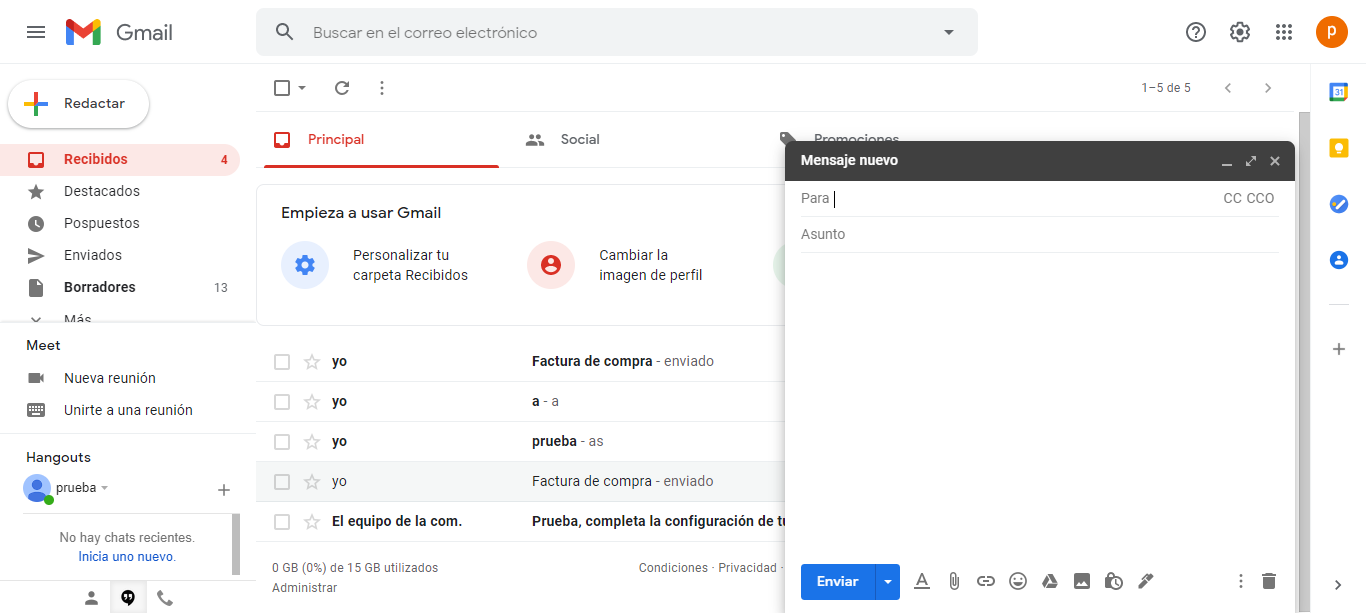 Gmail
Buscar en el correo electrónico
p
Redactar
1–5 de 5
31
Recibidos 4
Destacados
Pospuestos
Enviados
Borradores 13
Más
Principal
Social
Promociones
Empieza a usar Gmail
Personalizar tu
carpeta Recibidos
Cambiar la
imagen de perfil
yo Factura de compra - enviado
yo a - a
yo prueba - as
yo Factura de compra - enviado
El equipo de la com. Prueba, completa la configuración de tu
0 GB (0%) de 15 GB utilizados
Administrar
Condiciones · Privacidad ·
Meet
Nueva reunión
Unirte a una reunión
Hangouts
prueba
No hay chats recientes.
Inicia uno nuevo.
Mensaje nuevo
Para CC CCO
Asunto
Enviar